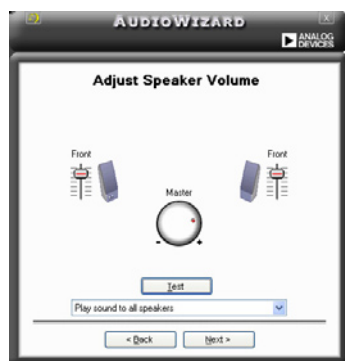 AUDIOWIZARD
ANALOG
DEVICES
Adjust Speaker Volume
Front
Front
Master
- +
Test
Play sound to all speakers
< Back
Next >